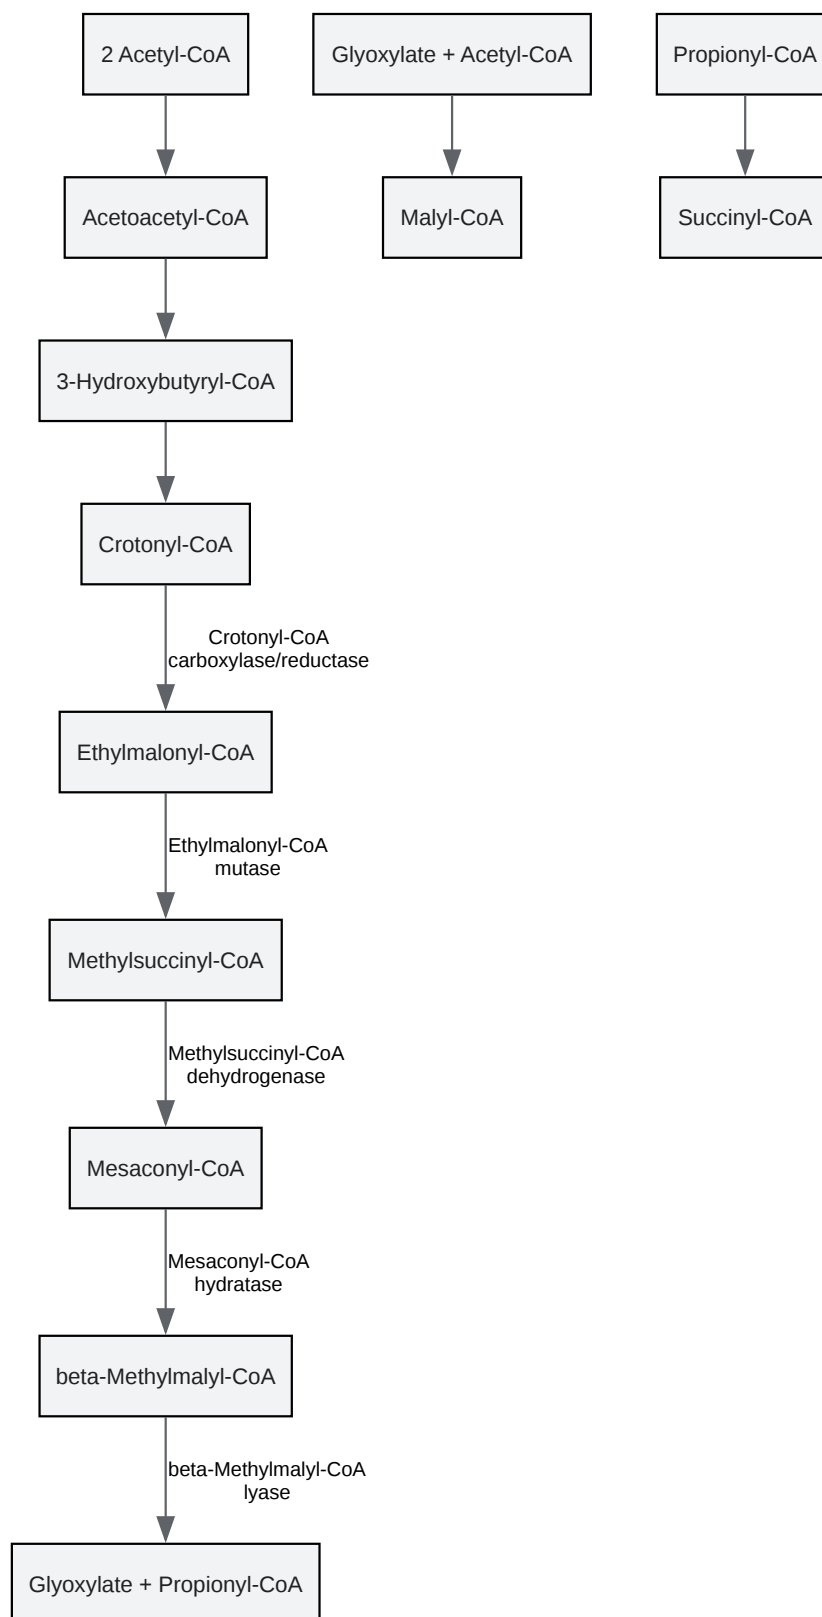 2 Acetyl-CoA
Glyoxylate + Acetyl-CoA
Propionyl-CoA
Acetoacetyl-CoA
Malyl-CoA
Succinyl-CoA
3-Hydroxybutyryl-CoA
Crotonyl-CoA
Crotonyl-CoA
carboxylase/reductase
Ethylmalonyl-CoA
Ethylmalonyl-CoA
mutase
Methylsuccinyl-CoA
Methylsuccinyl-CoA
dehydrogenase
Mesaconyl-CoA
Mesaconyl-CoA
hydratase
beta-Methylmalyl-CoA
beta-Methylmalyl-CoA
lyase
Glyoxylate + Propionyl-CoA